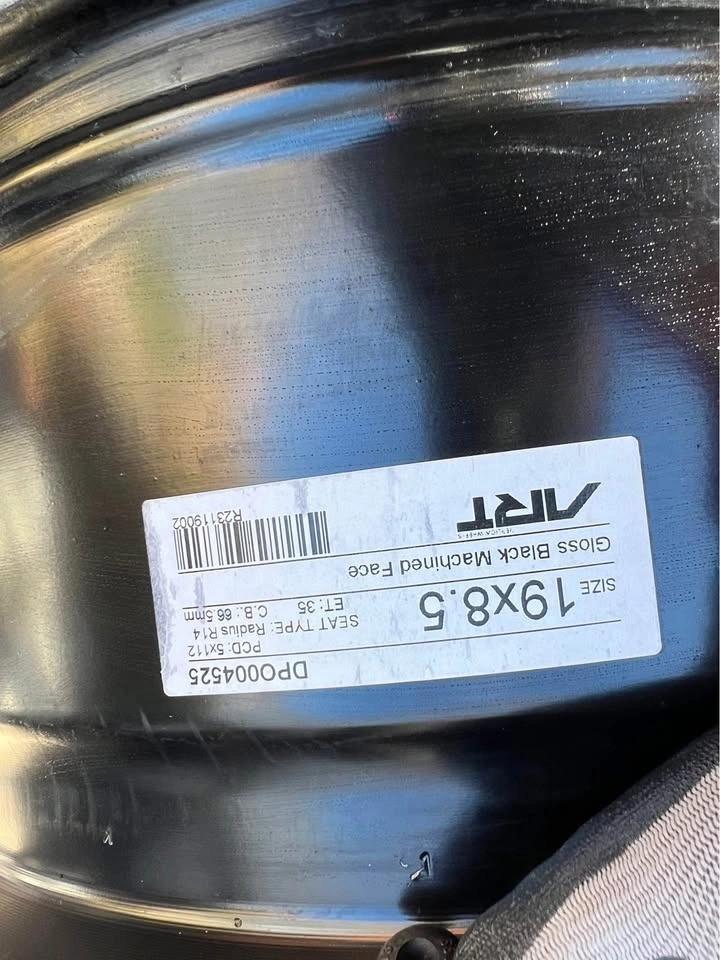 DPO004525
SIZE 19x8.5
PCD: 5x112
SEAT TYPE: Radius R14
ET: 35 C.B.: 66.5mm
Gloss Black Machined Face
ART
R23119002